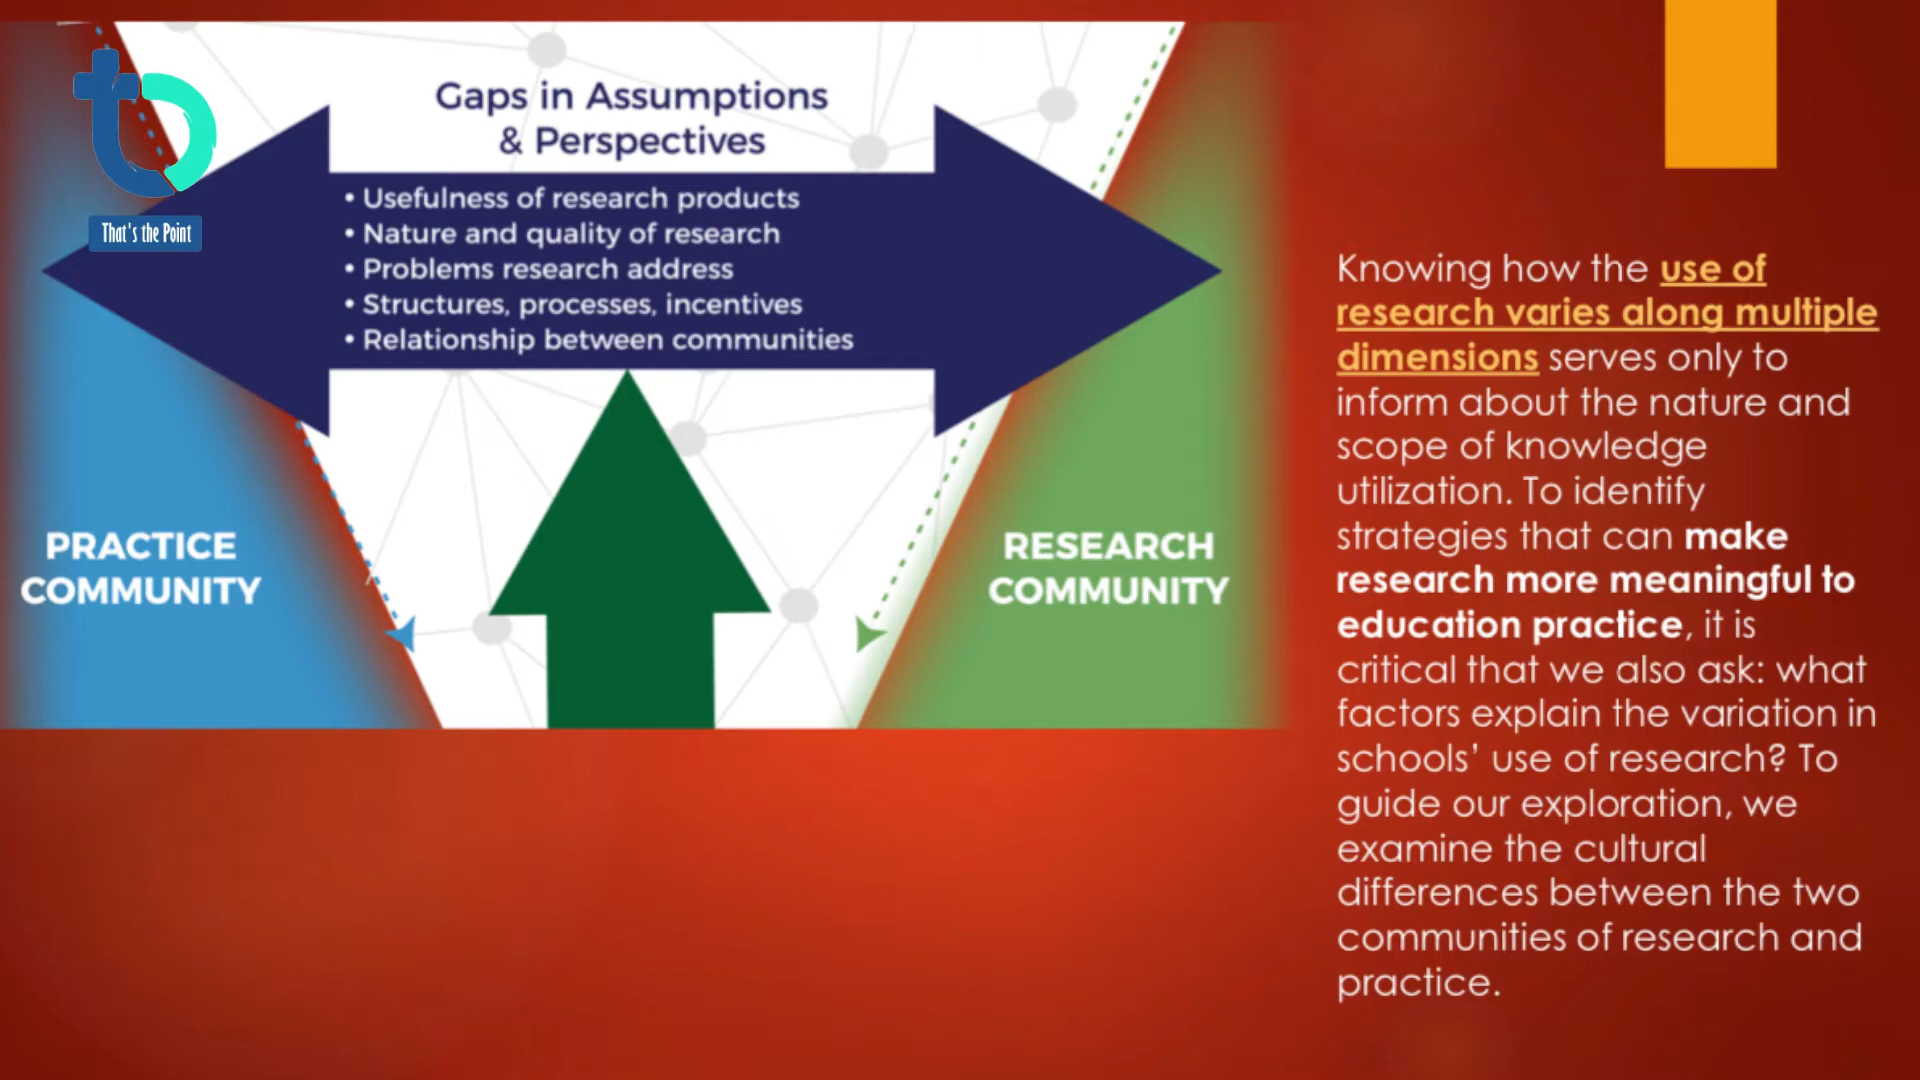 That's the Point
Gaps in Assumptions
& Perspectives
• Usefulness of research products
• Nature and quality of research
• Problems research address
• Structures, processes, incentives
• Relationship between communities
PRACTICE
COMMUNITY
RESEARCH
COMMUNITY
Knowing how the use of
research varies along multiple
dimensions serves only to
inform about the nature and
scope of knowledge
utilization. To identify
strategies that can make
research more meaningful to
education practice, it is
critical that we also ask: what
factors explain the variation in
schools’ use of research? To
guide our exploration, we
examine the cultural
differences between the two
communities of research and
practice.